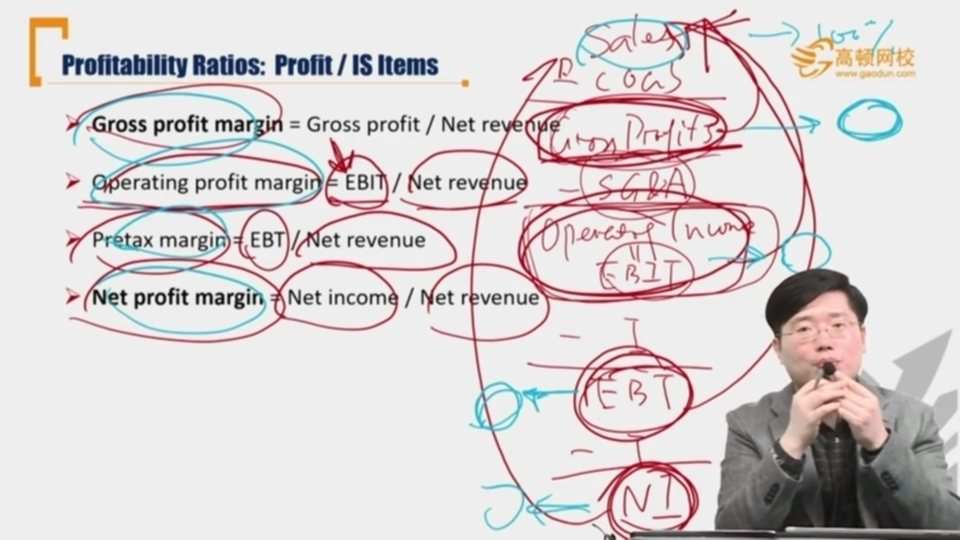 Profitability Ratios: Profit / IS Items
高顿网校
www.gaodun.com
Gross profit margin = Gross profit / Net revenue
Operating profit margin = EBIT / Net revenue
Pretax margin = EBT / Net revenue
Net profit margin = Net income / Net revenue
Sales → 100%
- COGS
Gross Profits
- SG&A
Operating Income
=
EBIT
- I
EBT
- T
NI